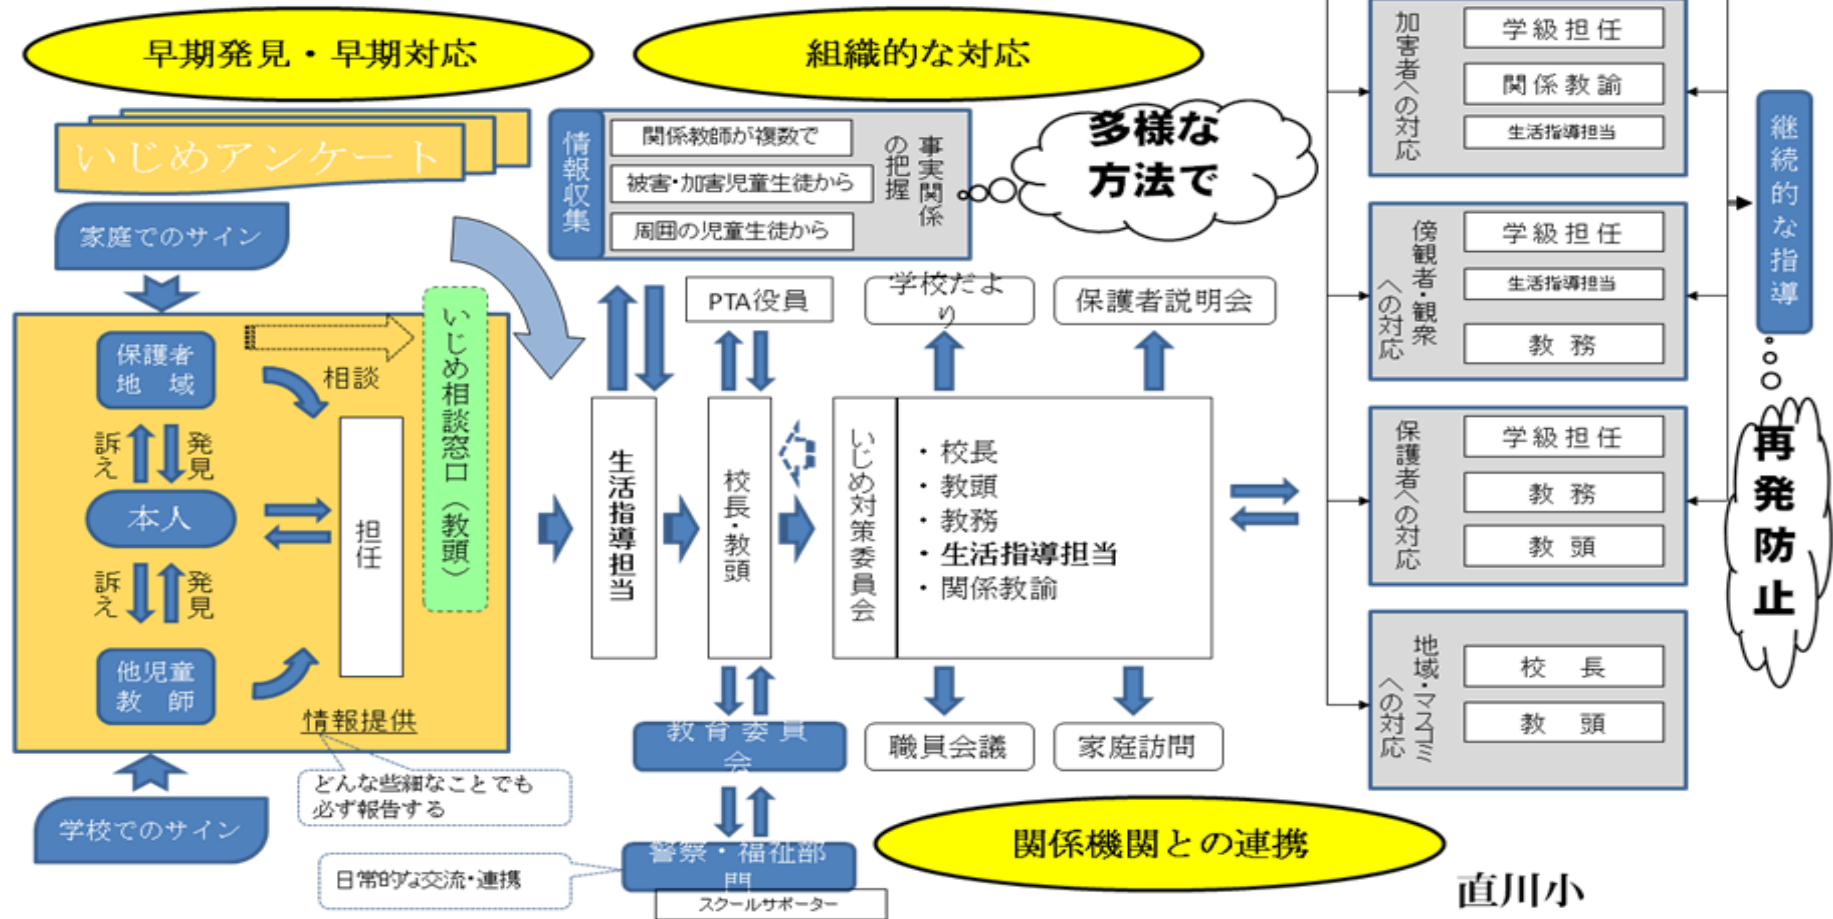 早期発見・早期対応
組織的な対応
いじめアンケート
家庭でのサイン
保護者
地　域
相談
訴え
発見
本人
訴え
発見
他児童
教　師
担任
いじめ相談窓口（教頭）
情報提供
どんな些細なことでも
必ず報告する
学校でのサイン
情報収集
関係教師が複数で
被害・加害児童生徒から
周囲の児童生徒から
事実関係
の把握
多様な
方法で
PTA役員
学校だよ
り
保護者説明会
生活指導担当
校長・教頭
いじめ対策委員会
・校長
・教頭
・教務
・生活指導担当
・関係教諭
教育委員
会
職員会議
家庭訪問
警察・福祉部
門
スクールサポーター
日常的な交流・連携
関係機関との連携
加害者への対応
学級担任
関係教諭
生活指導担当
傍観者・観衆
への対応
学級担任
生活指導担当
教務
保護者への対応
学級担任
教務
教頭
地域・マスコミ
への対応
校　長
教　頭
継続的な指導
再発防止
直川小